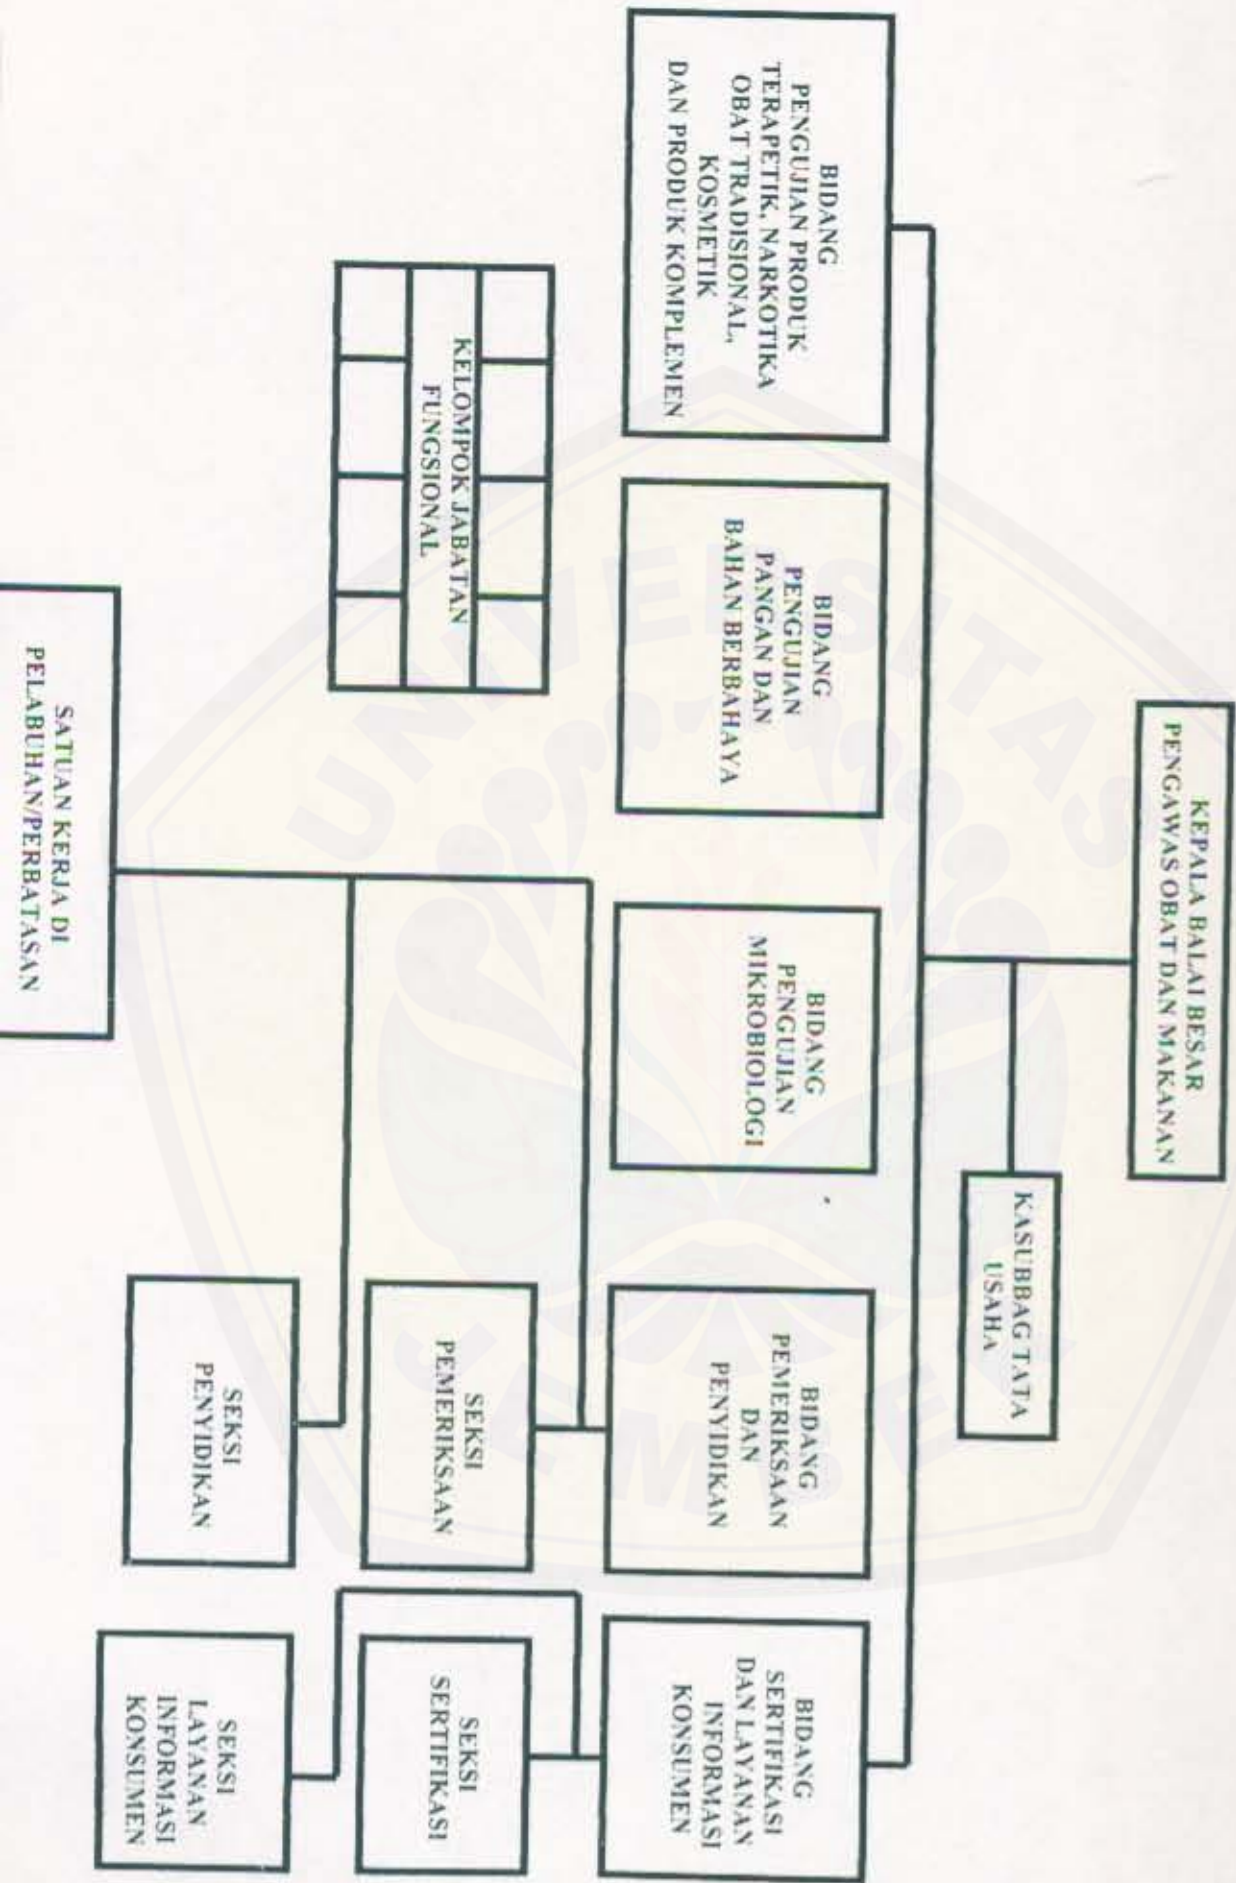 KEPALA BALAI BESAR
PENGAWAS OBAT DAN MAKANAN
KASUBBAG TATA
USAHA
BIDANG
PENGUJIAN PRODUK
TERAPETIK, NARKOTIKA
OBAT TRADISIONAL,
KOSMETIK
DAN PRODUK KOMPLEMEN
BIDANG
PENGUJIAN
PANGAN DAN
BAHAN BERBAHAYA
BIDANG
PENGUJIAN
MIKROBIOLOGI
BIDANG
PEMERIKSAAN
DAN
PENYIDIKAN
BIDANG
SERTIFIKASI
DAN LAYANAN
INFORMASI
KONSUMEN
KELOMPOK JABATAN
FUNGSIONAL
SEKSI
PEMERIKSAAN
SEKSI
SERTIFIKASI
SEKSI
PENYIDIKAN
SEKSI
LAYANAN
INFORMASI
KONSUMEN
SATUAN KERJA DI
PELABUHAN/PERBATASAN
UNIVERSITAS
JEMBER